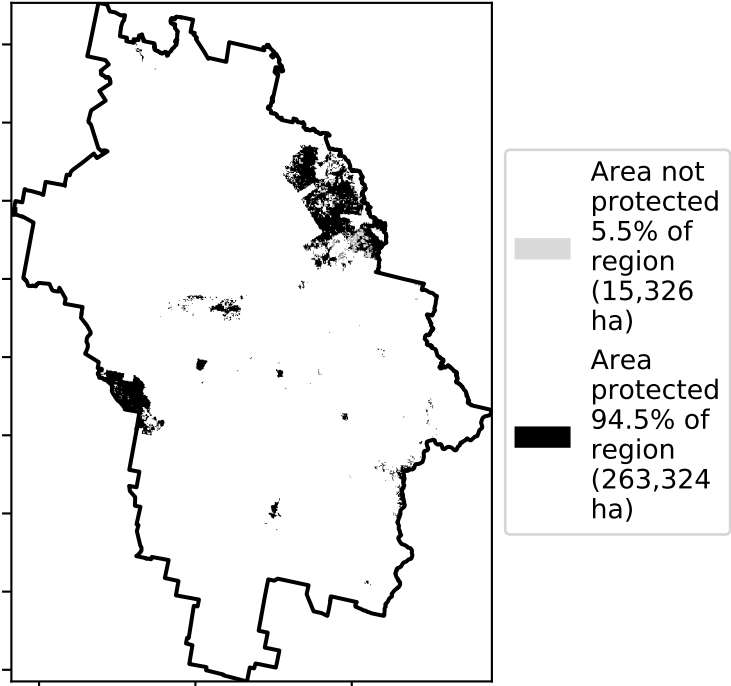 Area not
protected
5.5% of
region
(15,326
ha)
Area
protected
94.5% of
region
(263,324
ha)